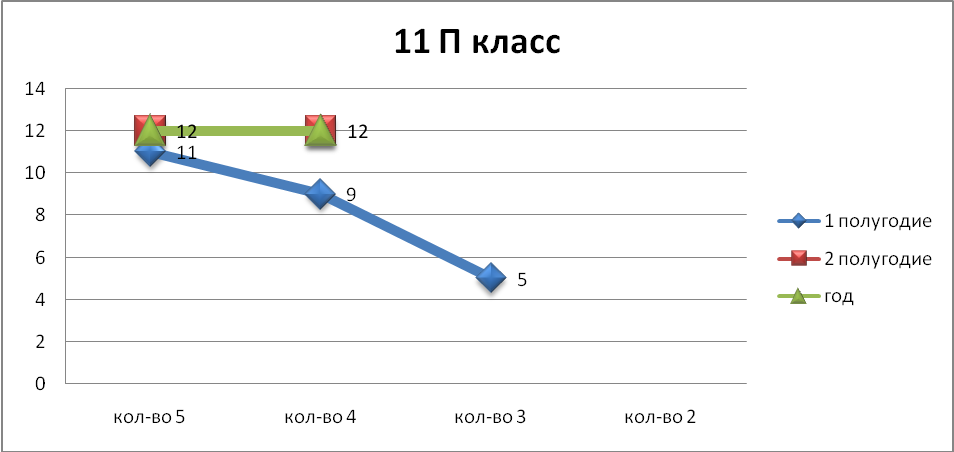 11 П класс
14
12
10
8
6
4
2
0
12
12
11
9
5
кол-во 5
кол-во 4
кол-во 3
кол-во 2
1 полугодие
2 полугодие
год